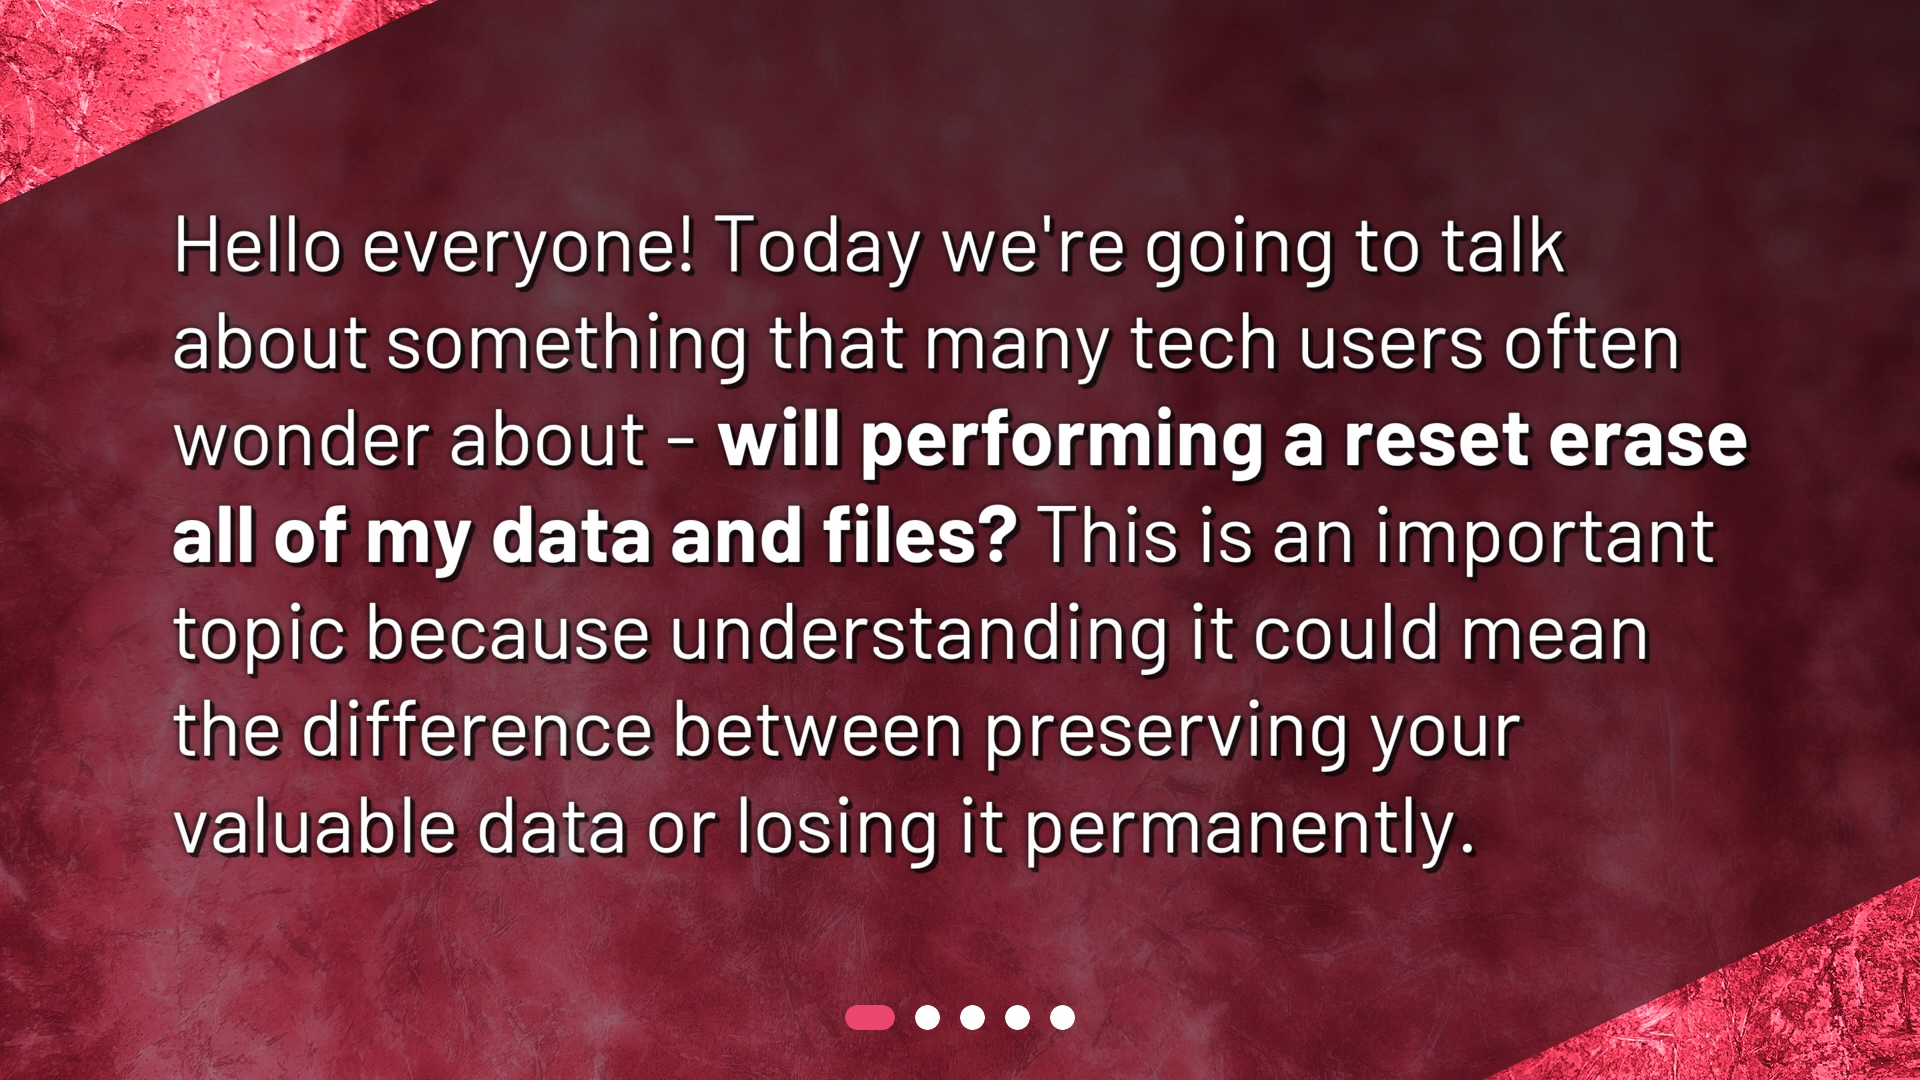 Hello everyone! Today we're going to talk
about something that many tech users often
wonder about - will performing a reset erase
all of my data and files? This is an important
topic because understanding it could mean
the difference between preserving your
valuable data or losing it permanently.